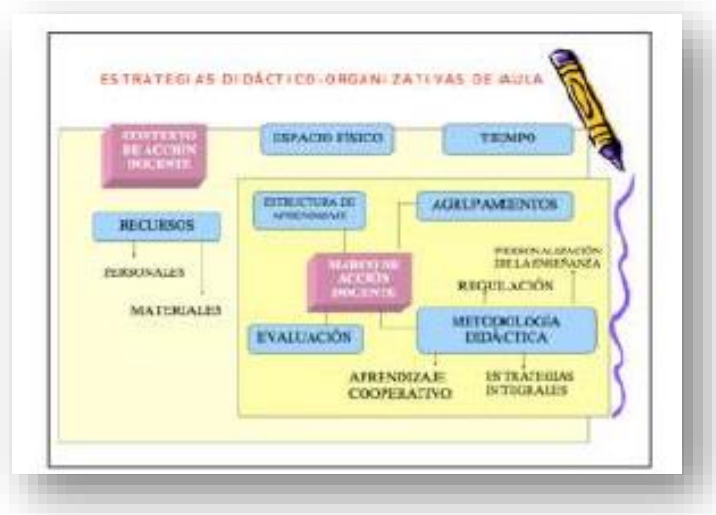 ESTRATEGIAS DIDÁCTICO-ORGANIZATIVAS DE AULA
CONTEXTO
DE ACCIÓN
DOCENTE
ESPACIO FÍSICO
TIEMPO
RECURSOS
PERSONALES
MATERIALES
ESTRUCTURA DE
APRENDIZAJE
AGRUPAMIENTOS
MARCO DE
ACCIÓN
DOCENTE
PERSONALIZACIÓN
DE LA ENSEÑANZA
REGULACIÓN
EVALUACIÓN
METODOLOGÍA
DIDÁCTICA
APRENDIZAJE
COOPERATIVO
ESTRATEGIAS
INTEGRALES